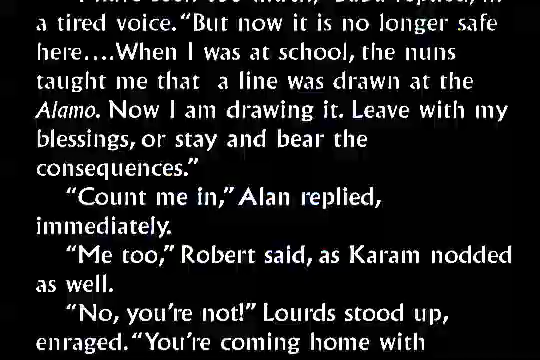 a tired voice. “But now it is no longer safe
here....When I was at school, the nuns
taught me that a line was drawn at the
Alamo. Now I am drawing it. Leave with my
blessings, or stay and bear the
consequences.”
“Count me in,” Alan replied,
immediately.
“Me too,” Robert said, as Karam nodded
as well.
“No, you’re not!” Lourds stood up,
enraged. “You’re coming home with